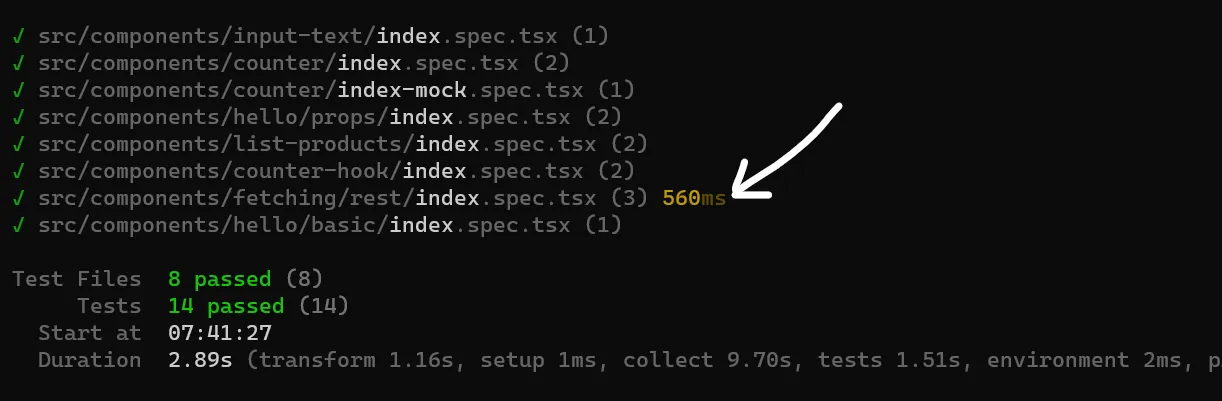 ✓ src/components/input-text/index.spec.tsx (1)
✓ src/components/counter/index.spec.tsx (2)
✓ src/components/counter/index-mock.spec.tsx (1)
✓ src/components/hello/props/index.spec.tsx (2)
✓ src/components/list-products/index.spec.tsx (2)
✓ src/components/counter-hook/index.spec.tsx (2)
✓ src/components/fetching/rest/index.spec.tsx (3) 560ms
✓ src/components/hello/basic/index.spec.tsx (1)
Test Files 8 passed (8)
Tests 14 passed (14)
Start at 07:41:27
Duration 2.89s (transform 1.16s, setup 1ms, collect 9.70s, tests 1.51s, environment 2ms, p